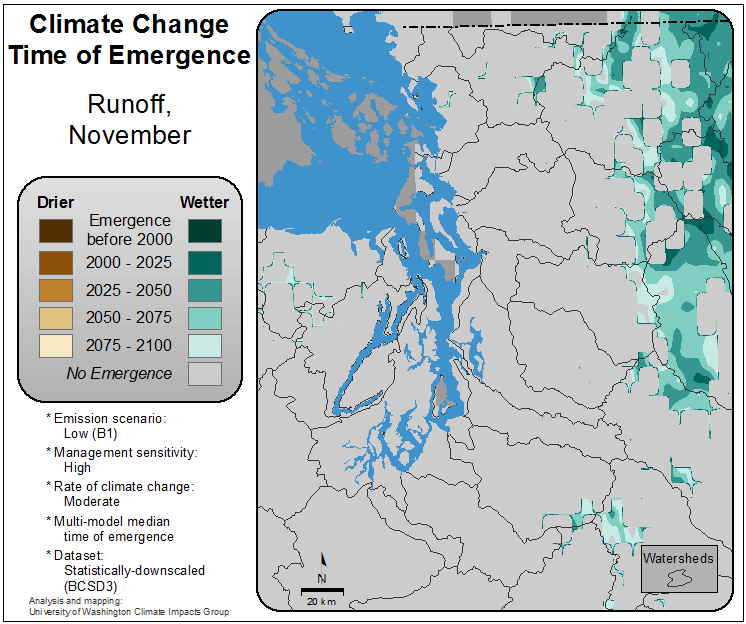 Climate Change
Time of Emergence
Runoff,
November
Drier
Wetter
Emergence
before 2000
2000 - 2025
2025 - 2050
2050 - 2075
2075 - 2100
No Emergence
* Emission scenario:
Low (B1)
* Management sensitivity:
High
* Rate of climate change:
Moderate
* Multi-model median
time of emergence
* Dataset:
Statistically-downscaled
(BCSD3)
Analysis and mapping:
University of Washington Climate Impacts Group
N
20 km
Watersheds